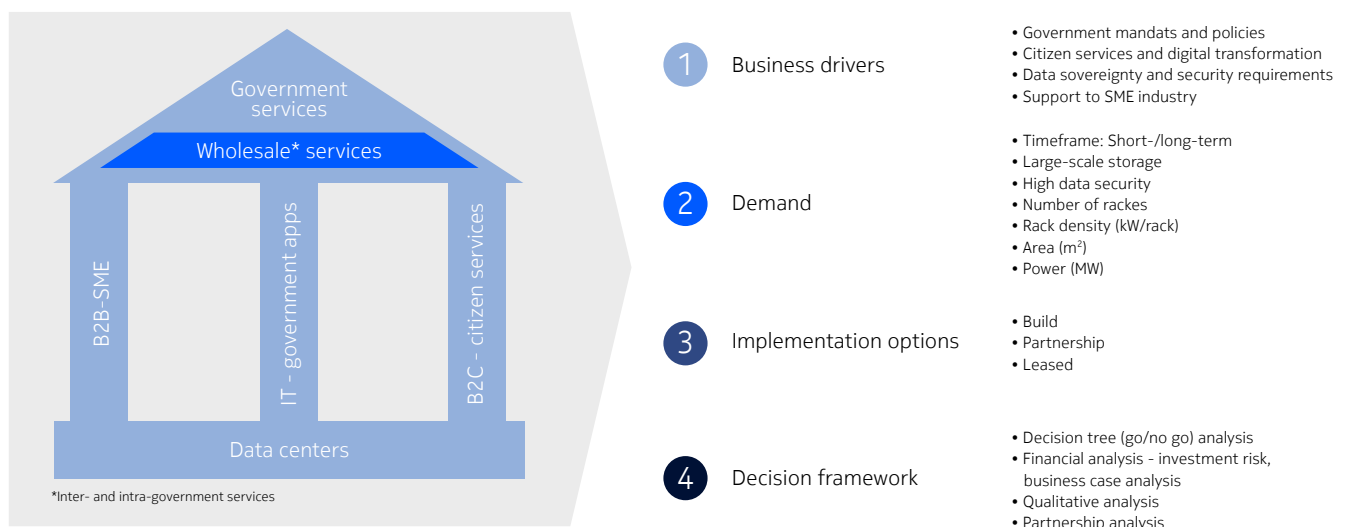 Government
services
Wholesale* services
B2B-SME
IT - government apps
B2C - citizen services
Data centers
*Inter- and intra-government services
1
Business drivers
• Government mandats and policies
• Citizen services and digital transformation
• Data sovereignty and security requirements
• Support to SME industry
2
Demand
• Timeframe: Short-/long-term
• Large-scale storage
• High data security
• Number of rackes
• Rack density (kW/rack)
• Area (m²)
• Power (MW)
3
Implementation options
• Build
• Partnership
• Leased
4
Decision framework
• Decision tree (go/no go) analysis
• Financial analysis - investment risk,
business case analysis
• Qualitative analysis
• Partnership analysis